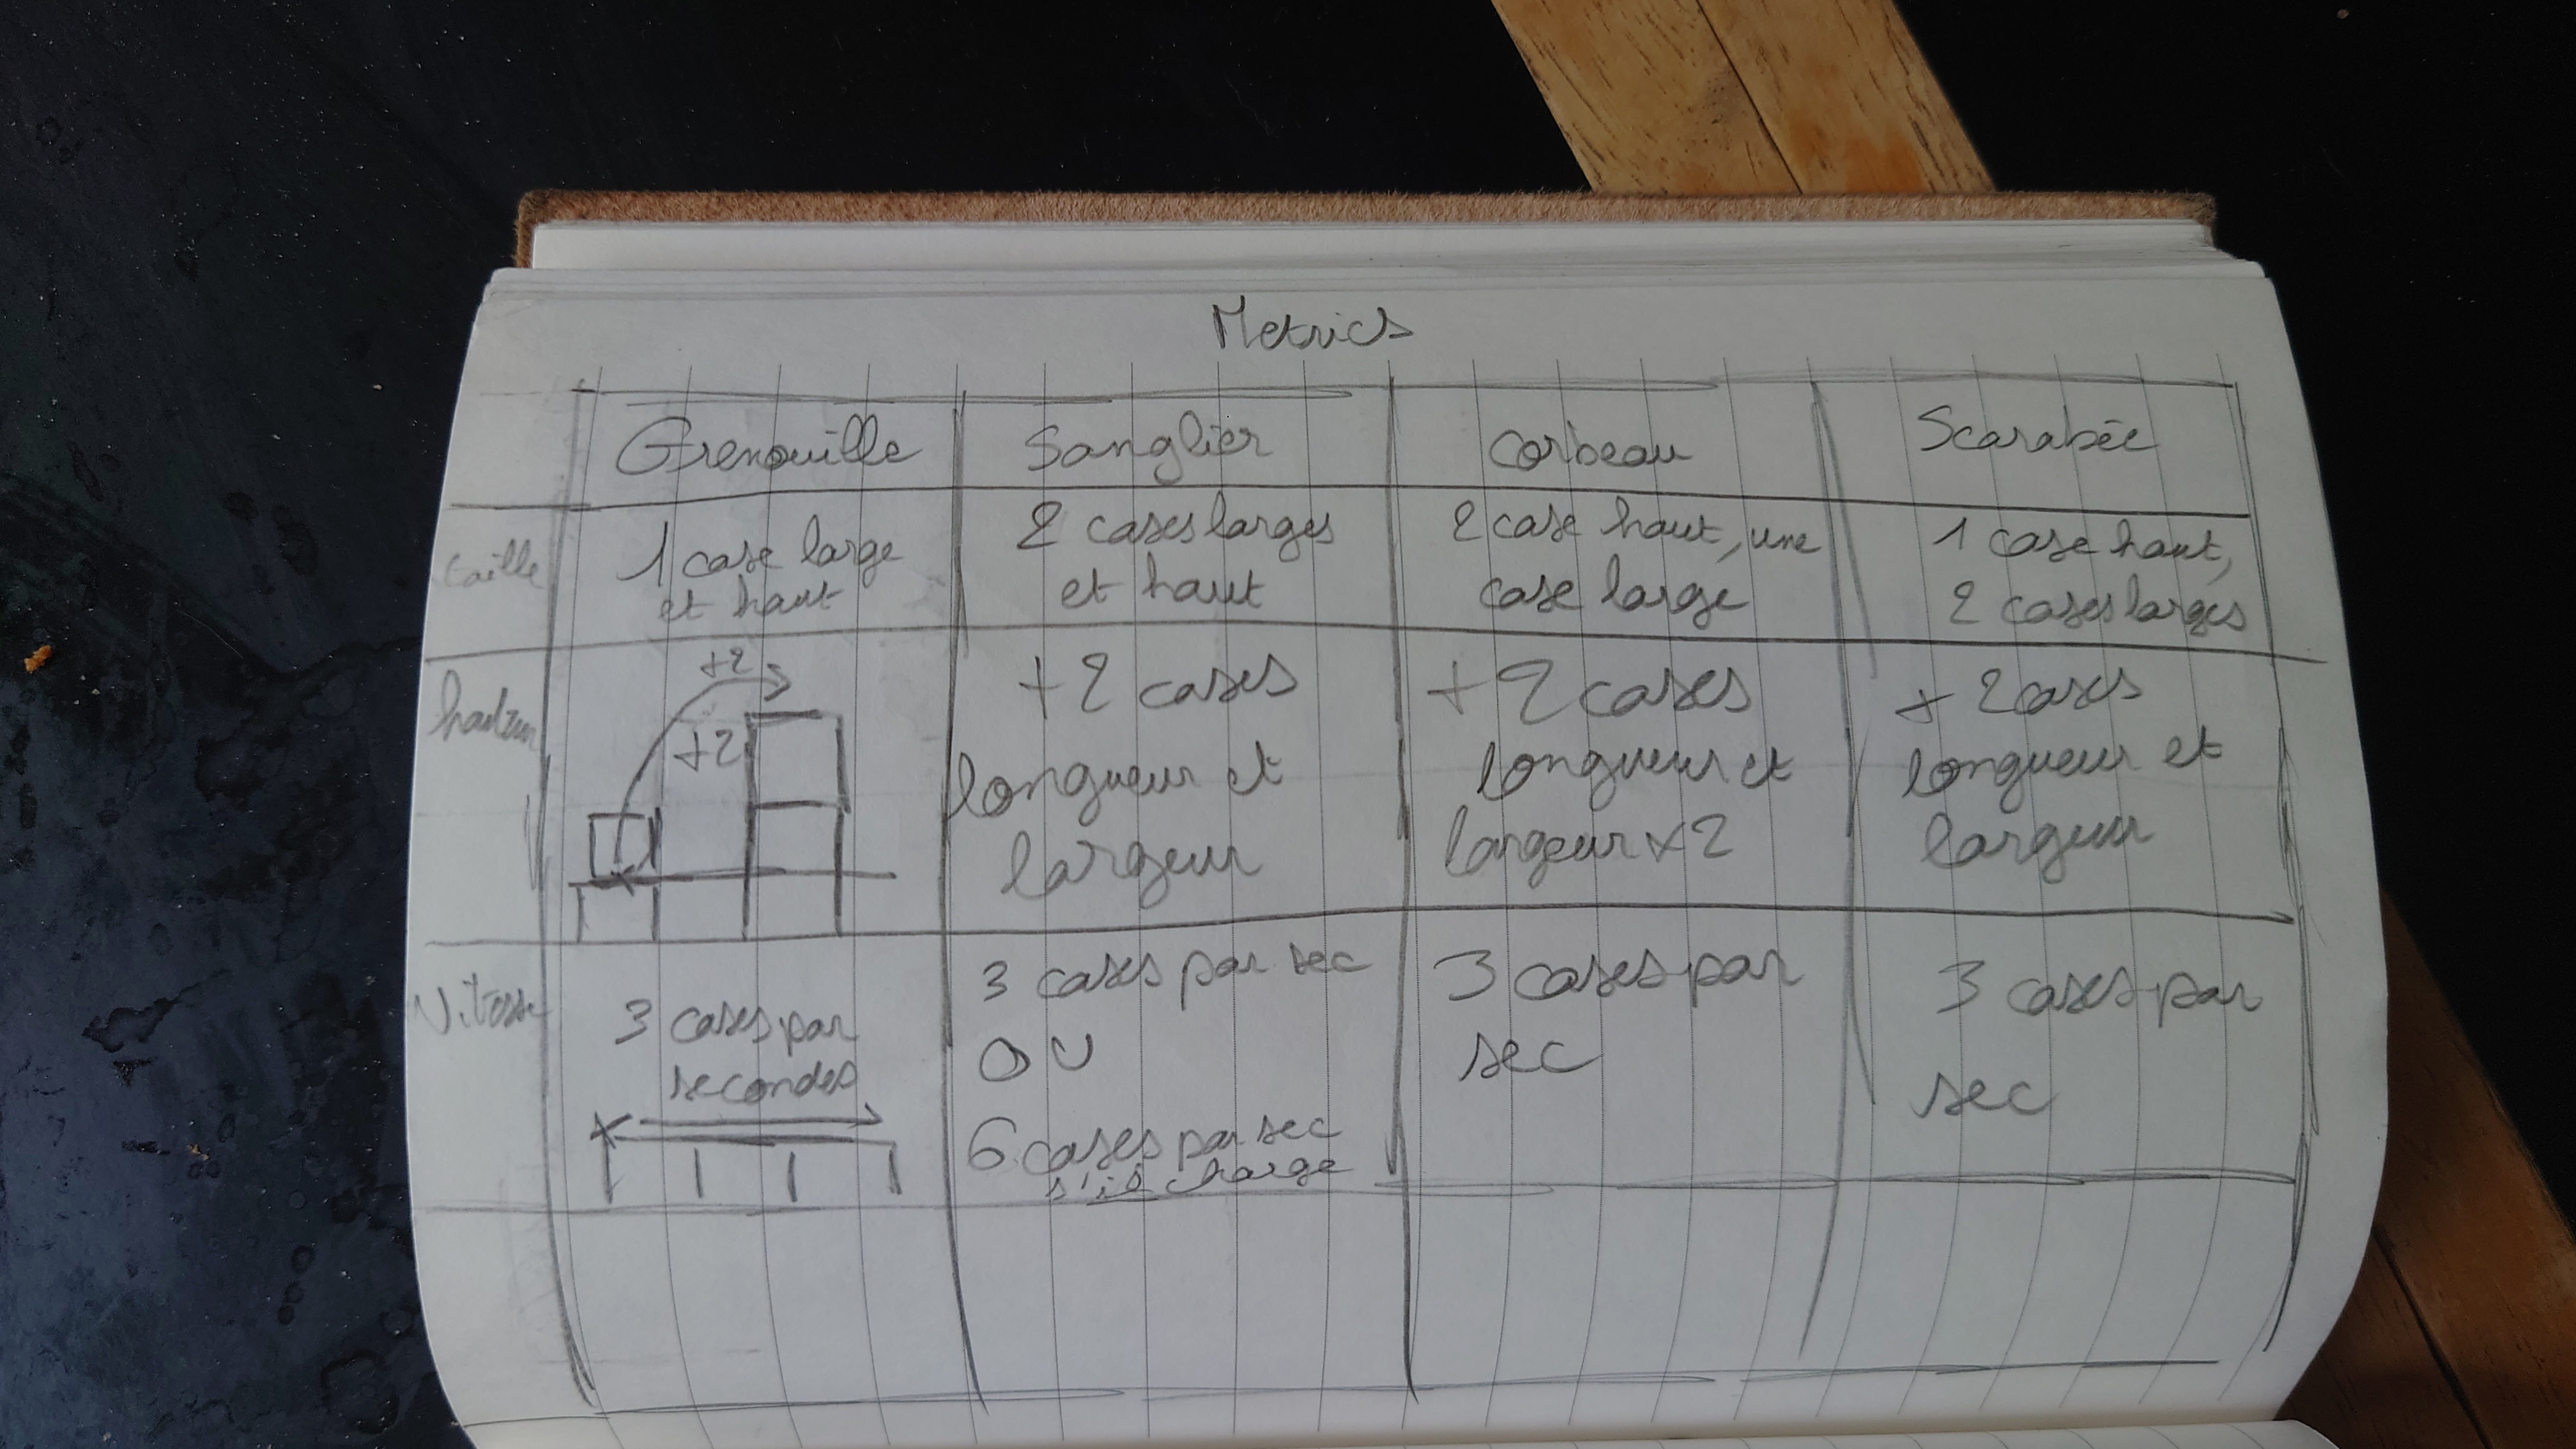 Metrics
Grenouille
Sanglier
corbeau
Scarabée
taille
1 case large
et haut
2 cases larges
et haut
2 case haut, une
case large
1 case haut,
2 cases larges
hauteur
+2
+2
+2 cases
longueur et
largeur
+2 cases
longueur et
largeur x2
+ 2 cases
longueur et
largeur
Vitesse
3 cases par
secondes
3 cases par sec
OU
6 cases par sec
s'il charge
3 cases par
sec
3 cases par
sec